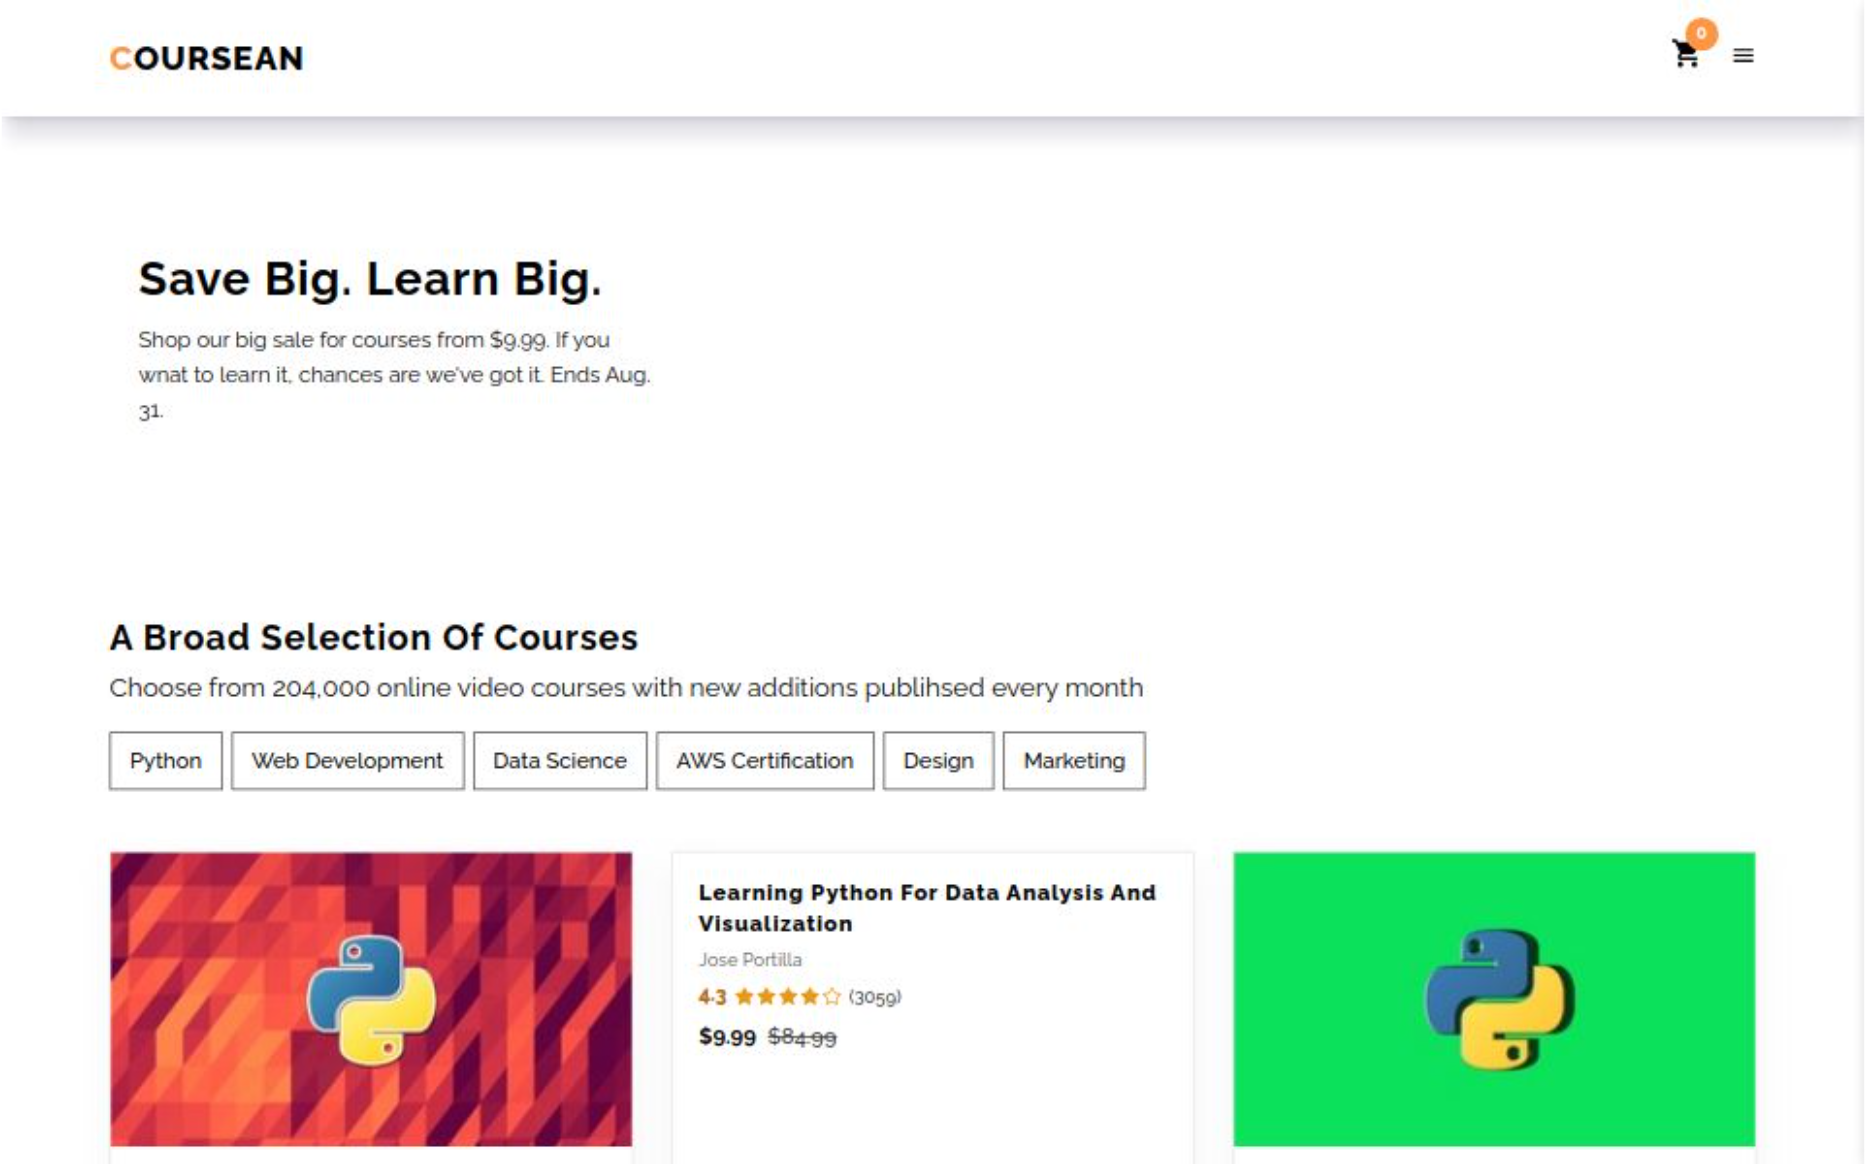 COURSEAN
0
Save Big. Learn Big.
Shop our big sale for courses from $9.99. If you
wnat to learn it, chances are we've got it. Ends Aug.
31.
A Broad Selection Of Courses
Choose from 204,000 online video courses with new additions publihsed every month
Python
Web Development
Data Science
AWS Certification
Design
Marketing
Learning Python For Data Analysis And
Visualization
Jose Portilla
4.3 (3059)
$9.99 $84.99